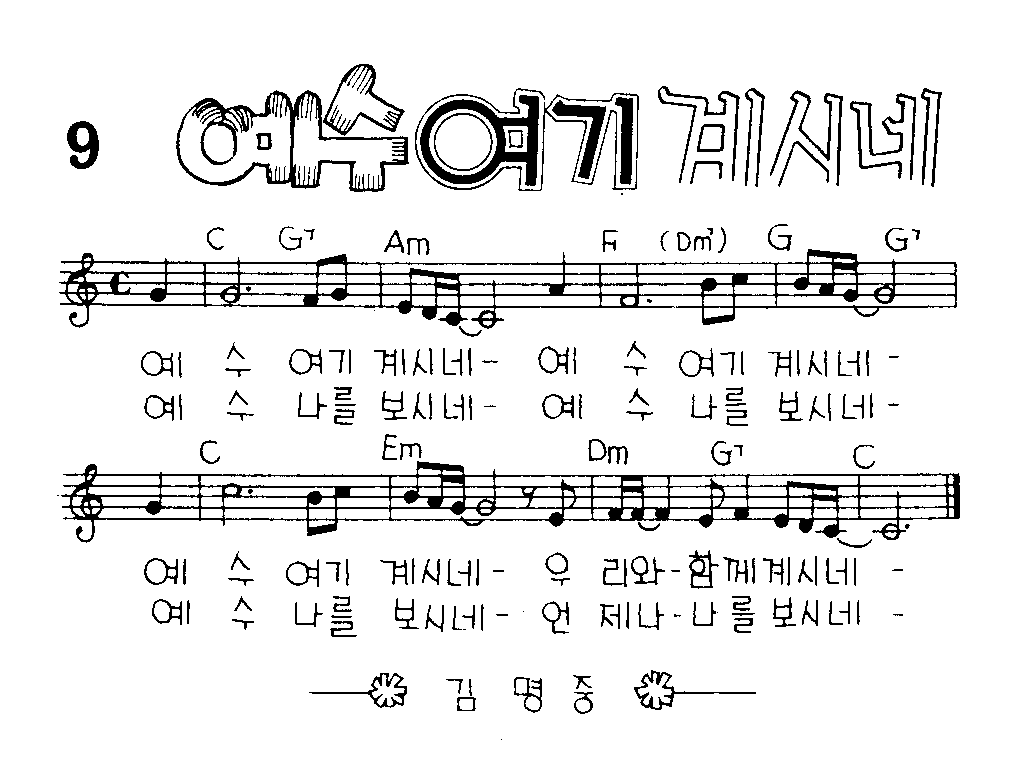 9 예수 여기 계시네
C G7 Am F (Dm7) G G7
예 수 여기 계시네- 예 수 여기 계시네 -
예 수 나를 보시네- 예 수 나를 보시네 -
C Em Dm G7 C
예 수 여기 계시네- 우 리와-함께계시네 -
예 수 나를 보시네- 언 제나-나를 보시네 -
김 명 중